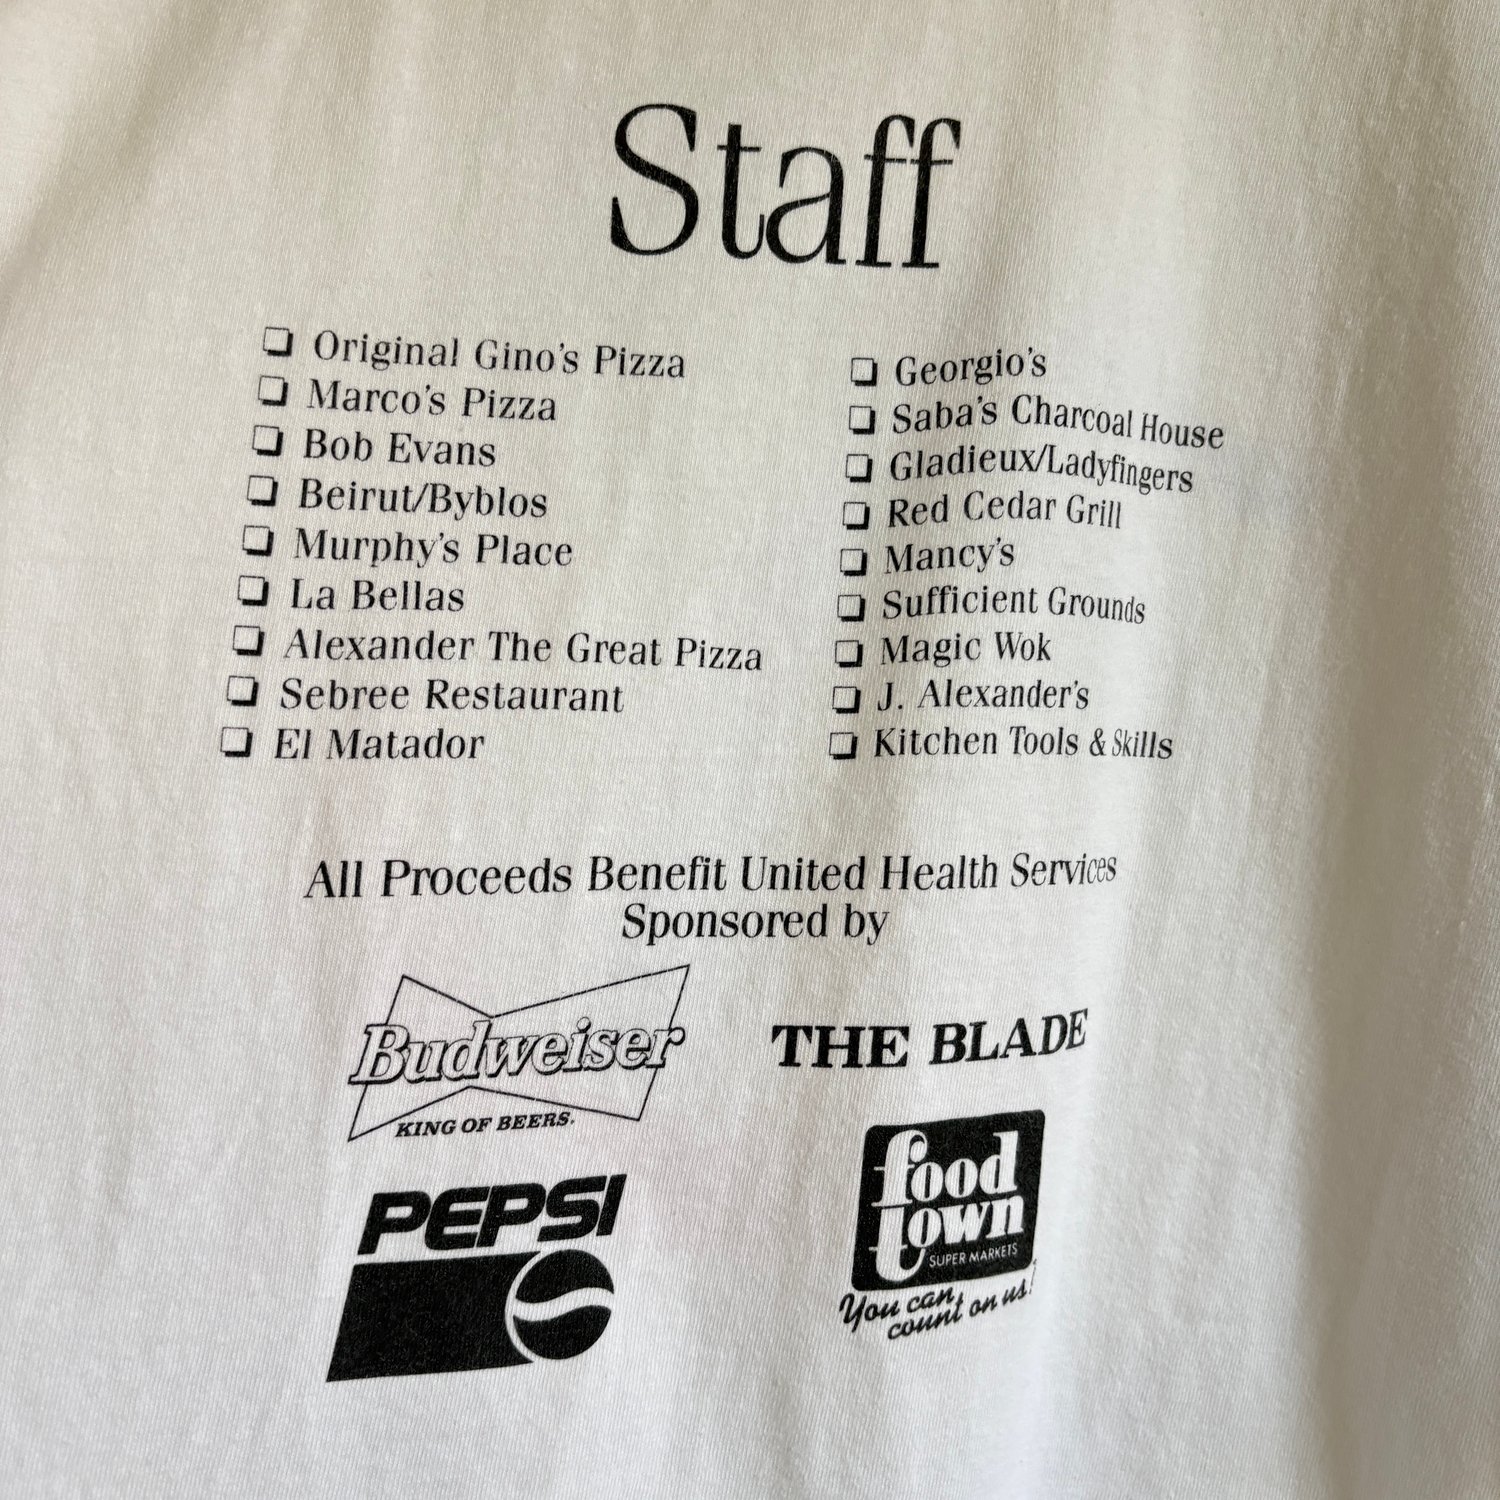 Staff
❏ Original Gino's Pizza
❏ Marco's Pizza
❏ Bob Evans
❏ Beirut/Byblos
❏ Murphy's Place
❏ La Bellas
❏ Alexander The Great Pizza
❏ Sebree Restaurant
❏ El Matador
❏ Georgio's
❏ Saba's Charcoal House
❏ Gladieux/Ladyfingers
❏ Red Cedar Grill
❏ Mancy's
❏ Sufficient Grounds
❏ Magic Wok
❏ J. Alexander's
❏ Kitchen Tools & Skills
All Proceeds Benefit United Health Services
Sponsored by
Budweiser
KING OF BEERS.
THE BLADE
PEPSI
food
town
SUPER MARKETS
You can
count on us!